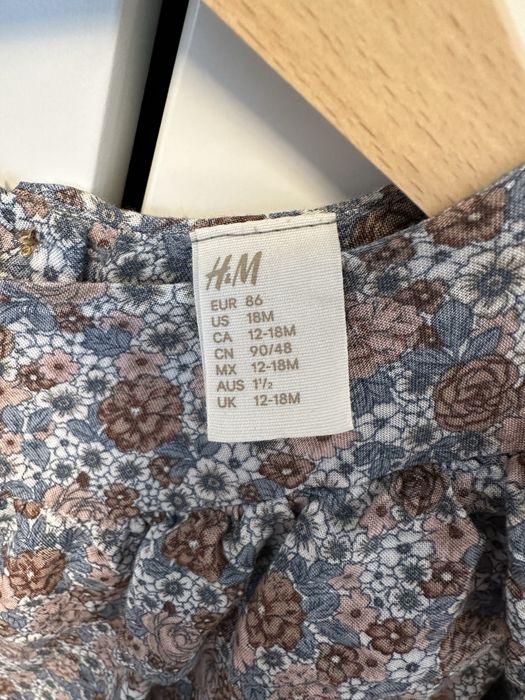 H&M
EUR 86
US 18M
CA 12-18M
CN 90/48
MX 12-18M
AUS 1½
UK 12-18M